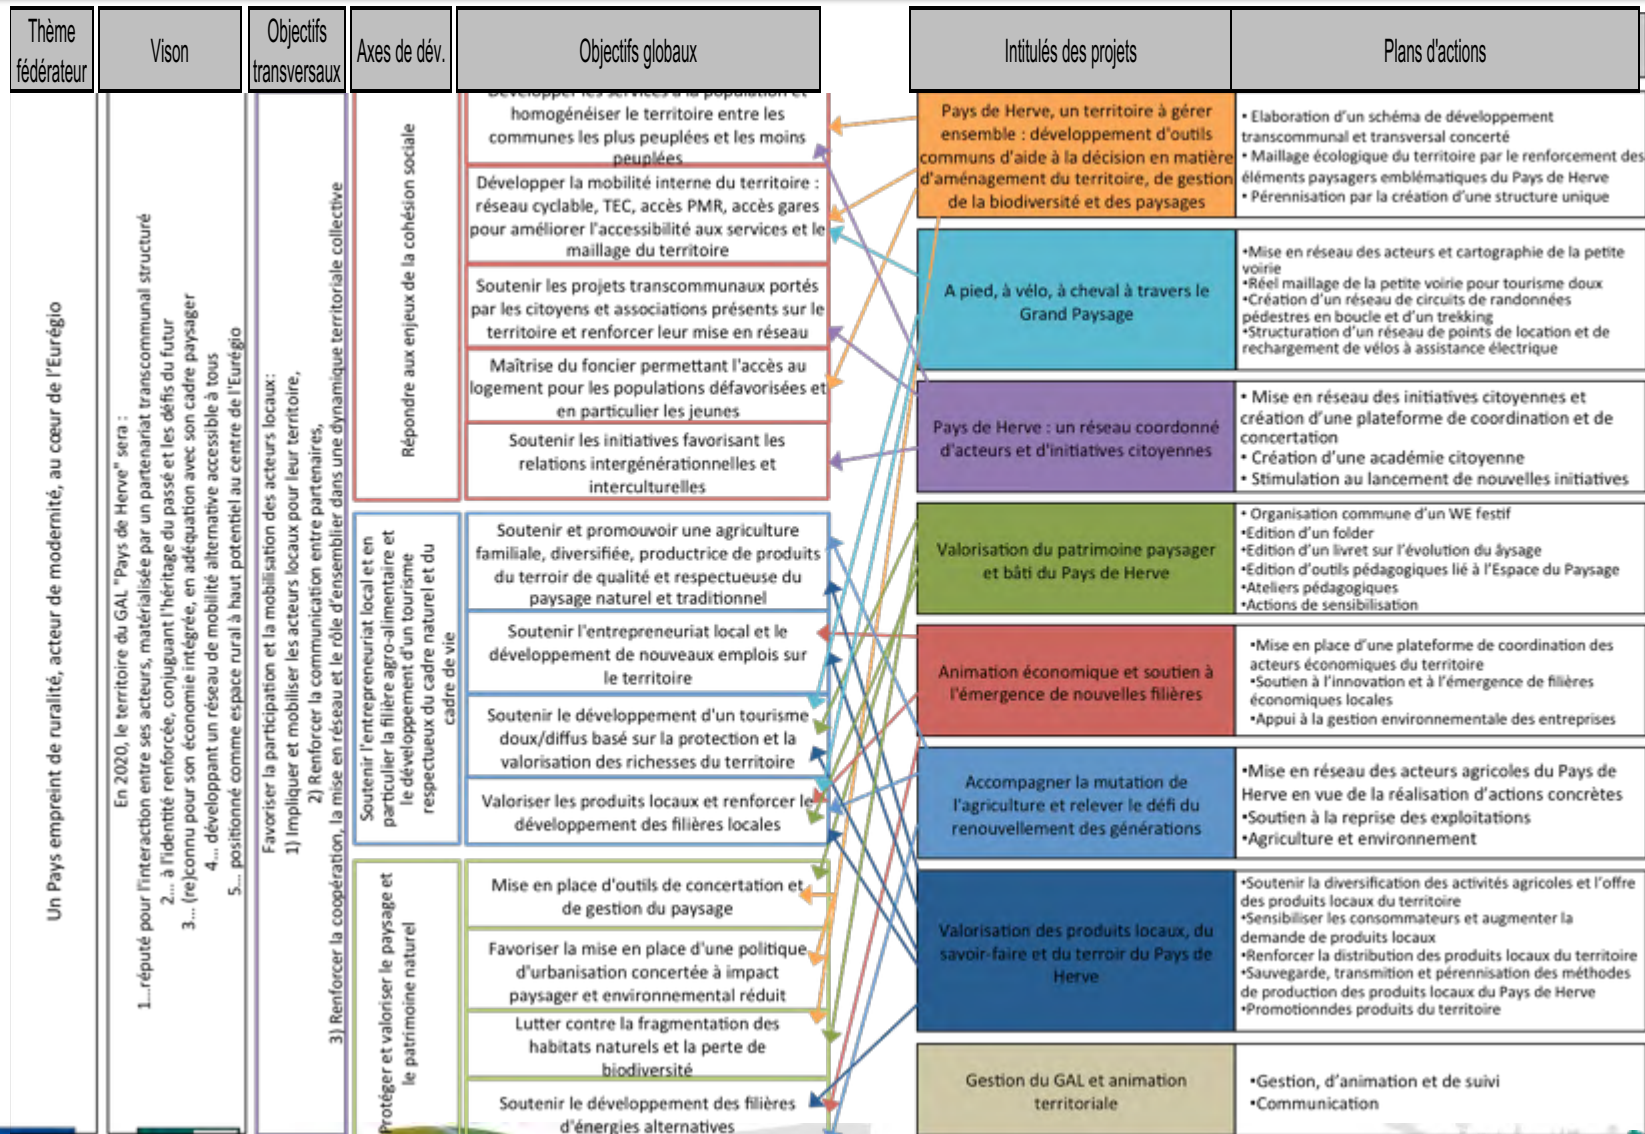 Thème
fédérateur
Vison
Objectifs
transversaux
Axes de dév.
Objectifs globaux
Intitulés des projets
Plans d'actions
Un Pays empreint de ruralité, acteur de modernité, au cœur de l'Eurégio
En 2020, le territoire du GAL "Pays de Herve" sera :
1...réputé pour l'interaction entre ses acteurs, matérialisée par un partenariat transcommunal structuré
2... à l'identité renforcée, conjuguant l'héritage du passé et les défis du futur
3... (re)connu pour son économie intégrée, en adéquation avec son cadre paysager
4... développant un réseau de mobilité alternative accessible à tous
5... positionné comme espace rural à haut potentiel au centre de l'Eurégio
Favoriser la participation et la mobilisation des acteurs locaux:
1) Impliquer et mobiliser les acteurs locaux pour leur territoire,
2) Renforcer la communication entre partenaires,
3) Renforcer la coopération, la mise en réseau et le rôle d'ensemblier dans une dynamique territoriale collective
Répondre aux enjeux de la cohésion sociale
Développer les services à la population et
homogénéiser le territoire entre les
communes les plus peuplées et les moins
peuplées
Développer la mobilité interne du territoire :
réseau cyclable, TEC, accès PMR, accès gares
pour améliorer l'accessibilité aux services et le
maillage du territoire
Soutenir les projets transcommunaux portés
par les citoyens et associations présents sur le
territoire et renforcer leur mise en réseau
Maîtrise du foncier permettant l'accès au
logement pour les populations défavorisées et
en particulier les jeunes
Soutenir les initiatives favorisant les
relations intergénérationnelles et
interculturelles
Soutenir l'entrepreneuriat local et en
particulier la filière agro-alimentaire et
le développement d'un tourisme
respectueux du cadre naturel et du
cadre de vie
Soutenir et promouvoir une agriculture
familiale, diversifiée, productrice de produits
du terroir de qualité et respectueuse du
paysage naturel et traditionnel
Soutenir l'entrepreneuriat local et le
développement de nouveaux emplois sur
le territoire
Soutenir le développement d'un tourisme
doux/diffus basé sur la protection et la
valorisation des richesses du territoire
Valoriser les produits locaux et renforcer le
développement des filières locales
Protéger et valoriser le paysage et
le patrimoine naturel
Mise en place d'outils de concertation et
de gestion du paysage
Favoriser la mise en place d'une politique
d'urbanisation concertée à impact
paysager et environnemental réduit
Lutter contre la fragmentation des
habitats naturels et la perte de
biodiversité
Soutenir le développement des filières
d'énergies alternatives
Pays de Herve, un territoire à gérer
ensemble : développement d'outils
communs d'aide à la décision en matière
d'aménagement du territoire, de gestion
de la biodiversité et des paysages
• Elaboration d'un schéma de développement
transcommunal et transversal concerté
• Maillage écologique du territoire par le renforcement des
éléments paysagers emblématiques du Pays de Herve
• Pérennisation par la création d'une structure unique
A pied, à vélo, à cheval à travers le
Grand Paysage
•Mise en réseau des acteurs et cartographie de la petite
voirie
•Réel maillage de la petite voirie pour tourisme doux
•Création d'un réseau de circuits de randonnées
pédestres en boucle et d'un trekking
•Structuration d'un réseau de points de location et de
rechargement de vélos à assistance électrique
Pays de Herve : un réseau coordonné
d'acteurs et d'initiatives citoyennes
• Mise en réseau des initiatives citoyennes et
création d'une plateforme de coordination et de
concertation
• Création d'une académie citoyenne
• Stimulation au lancement de nouvelles initiatives
Valorisation du patrimoine paysager
et bâti du Pays de Herve
• Organisation commune d'un WE festif
•Edition d'un folder
•Edition d'un livret sur l'évolution du âysage
•Edition d'outils pédagogiques lié à l'Espace du Paysage
•Ateliers pédagogiques
•Actions de sensibilisation
Animation économique et soutien à
l'émergence de nouvelles filières
•Mise en place d'une plateforme de coordination des
acteurs économiques du territoire
•Soutien à l'innovation et à l'émergence de filières
économiques locales
•Appui à la gestion environnementale des entreprises
Accompagner la mutation de
l'agriculture et relever le défi du
renouvellement des générations
•Mise en réseau des acteurs agricoles du Pays de
Herve en vue de la réalisation d'actions concrètes
•Soutien à la reprise des exploitations
•Agriculture et environnement
Valorisation des produits locaux, du
savoir-faire et du terroir du Pays de
Herve
•Soutenir la diversification des activités agricoles et l'offre
des produits locaux du territoire
•Sensibiliser les consommateurs et augmenter la
demande de produits locaux
•Renforcer la distribution des produits locaux du territoire
•Sauvegarde, transmition et pérennisation des méthodes
de production des produits locaux du Pays de Herve
•Promotionndes produits du territoire
Gestion du GAL et animation
territoriale
•Gestion, d'animation et de suivi
•Communication